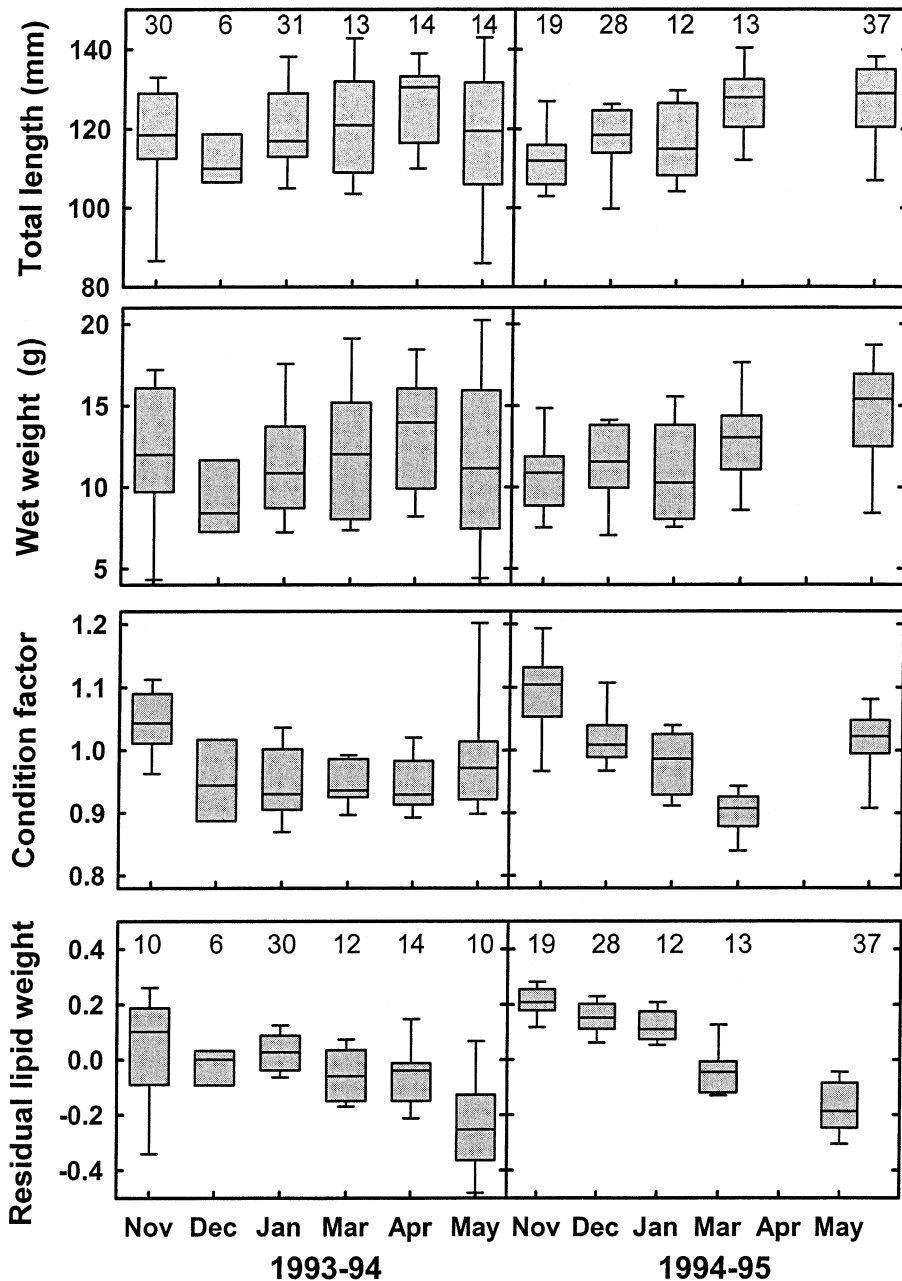 30 6 31 13 14 14 19 28 12 13 37
Total length (mm)
140
120
100
80
Wet weight (g)
20
15
10
5
Condition factor
1.2
1.1
1.0
0.9
0.8
10 6 30 12 14 10 19 28 12 13 37
Residual lipid weight
0.4
0.2
0.0
-0.2
-0.4
Nov Dec Jan Mar Apr May Nov Dec Jan Mar Apr May
1993-94 1994-95